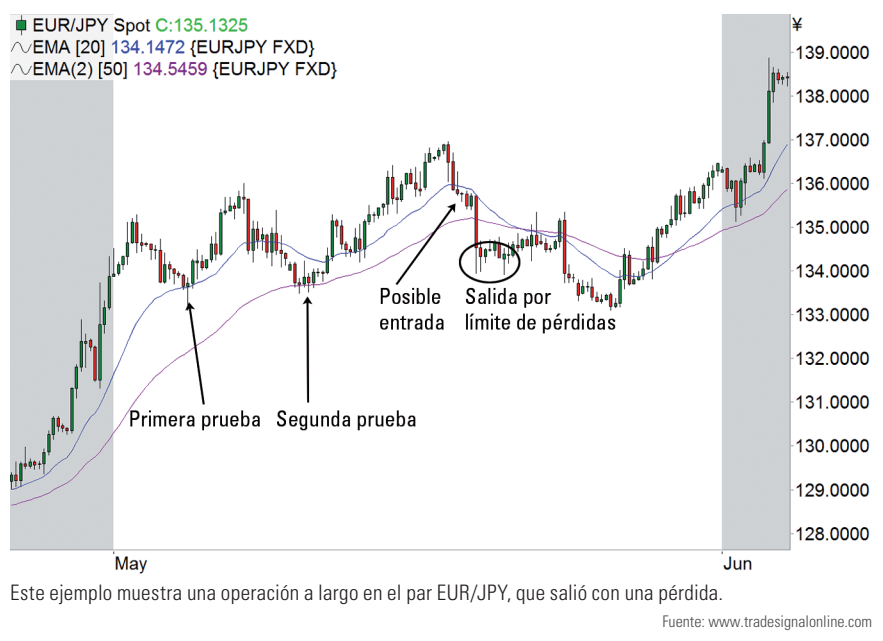 EUR/JPY Spot C:135.1325
EMA [20] 134.1472 {EURJPY FXD}
EMA(2) [50] 134.5459 {EURJPY FXD}
¥
139.0000
138.0000
137.0000
136.0000
135.0000
134.0000
133.0000
132.0000
131.0000
130.0000
129.0000
128.0000
Posible
entrada
Salida por
límite de pérdidas
Primera prueba
Segunda prueba
May
Jun
Este ejemplo muestra una operación a largo en el par EUR/JPY, que salió con una pérdida.
Fuente: www.tradesignalonline.com